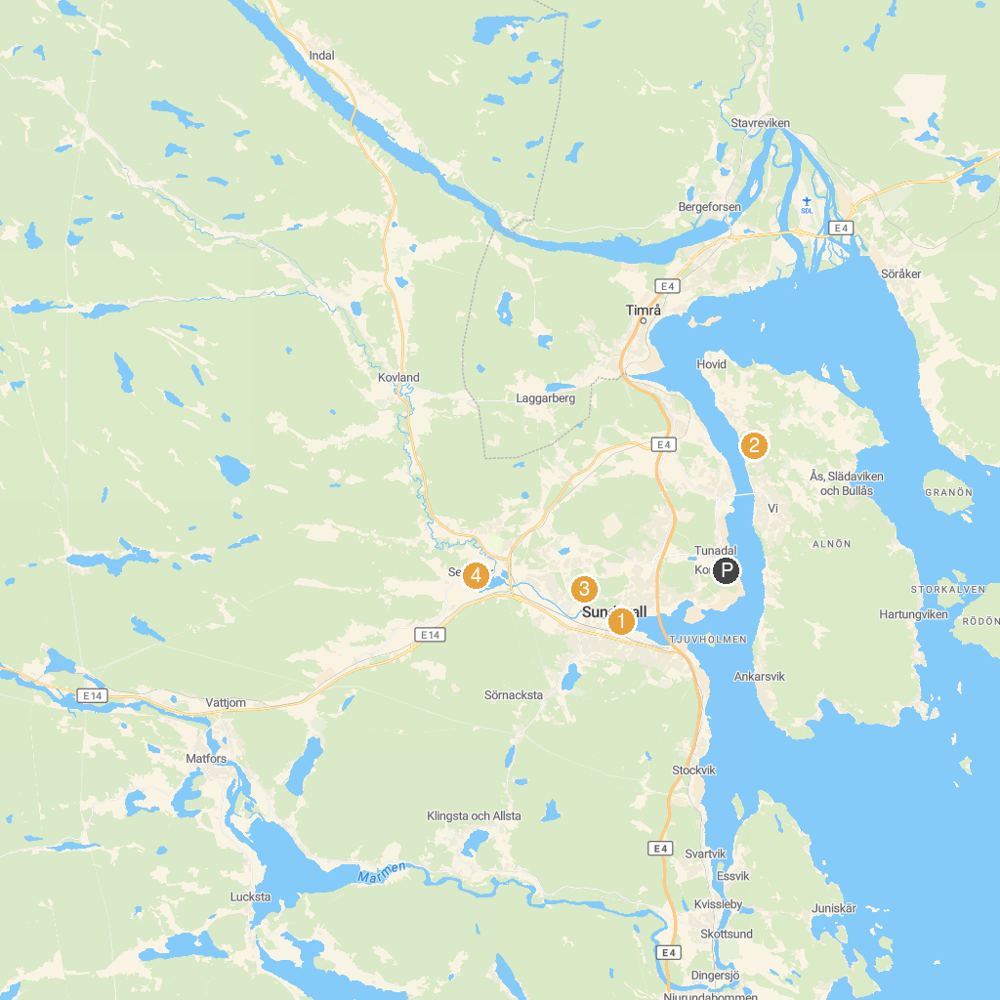 Indal
Stavreviken
Bergeforsen
SDL
E4
Söråker
E4
Timrå
Hovid
Kovland
Laggarberg
E4
2
Ås, Slädaviken
och Bullås
GRANÖN
Vi
ALNÖN
Tunadal
P
4
3
STORKALVEN
1
Hartungviken
RÖDÖN
E14
TJUVHOLMEN
Ankarsvik
E14
Vattjom
Sörnacksta
Matfors
Stockvik
Klingsta och Allsta
E4
Svartvik
Marmen
Essvik
Lucksta
Kvissleby
Juniskär
Skottsund
E4
Dingersjö
Njurundabommen